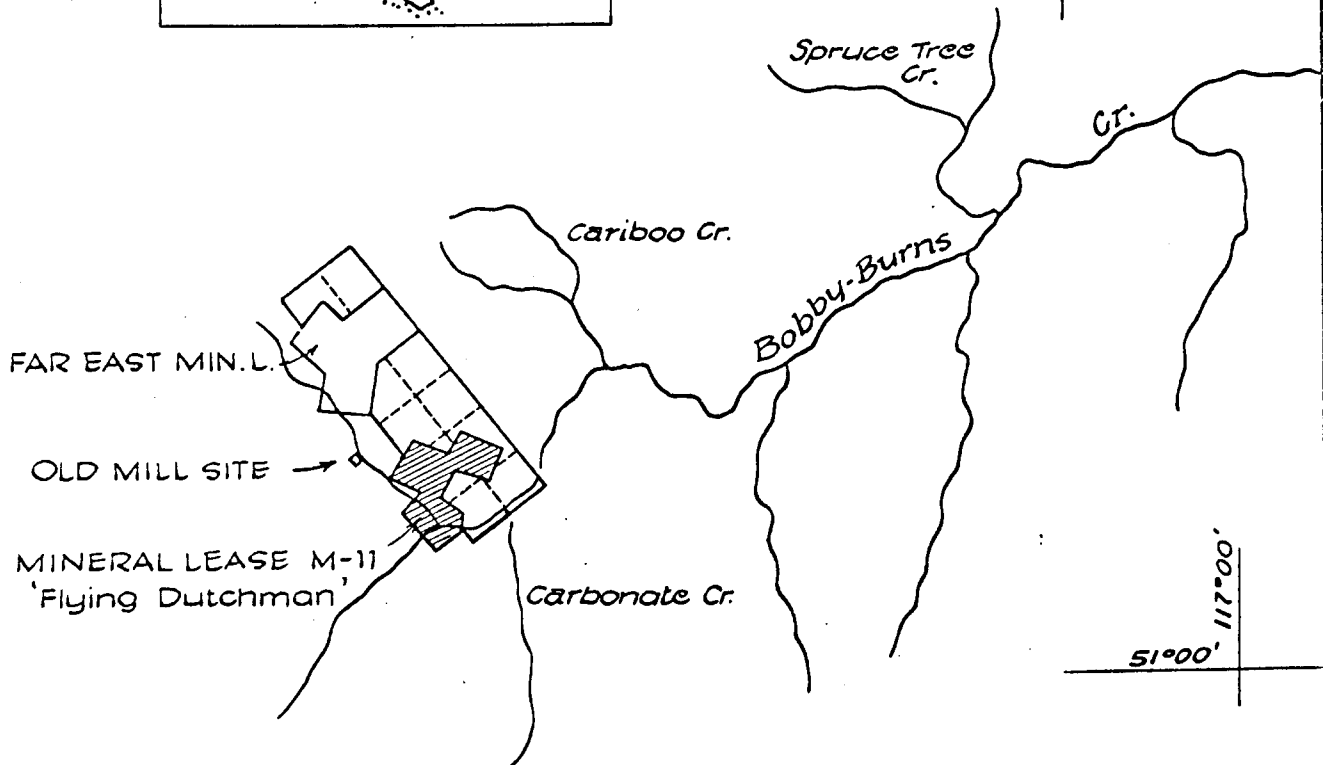 Spruce Tree
Cr.
Cr.
Cariboo Cr.
Bobby-Burns
FAR EAST MIN. L.
OLD MILL SITE
MINERAL LEASE M-11
'Flying Dutchman'
Carbonate Cr.
117°00'
51°00'